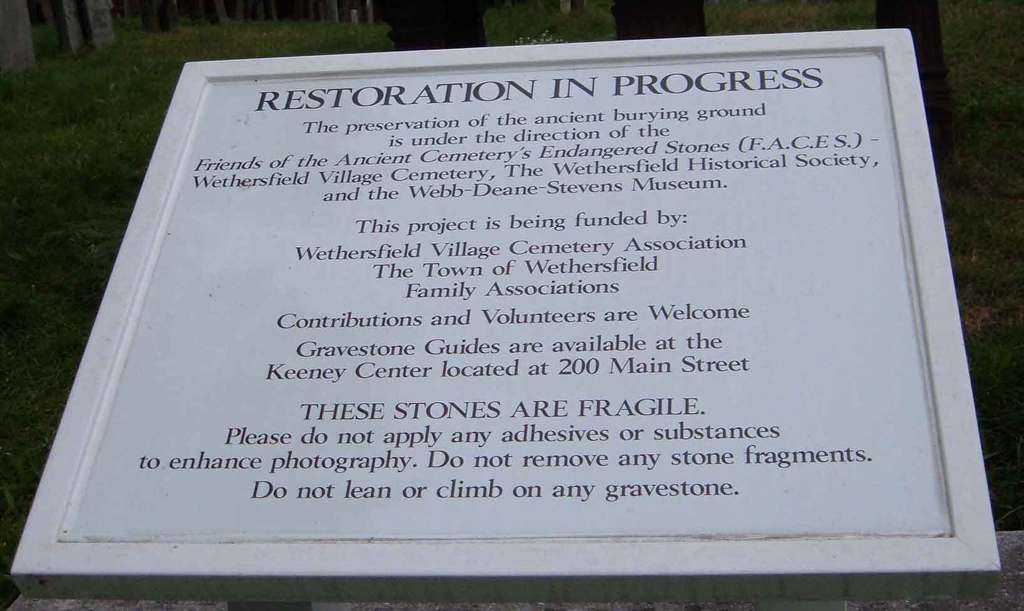 RESTORATION IN PROGRESS
The preservation of the ancient burying ground
is under the direction of the
Friends of the Ancient Cemetery's Endangered Stones (F.A.C.E S.) -
Wethersfield Village Cemetery, The Wethersfield Historical Society,
and the Webb-Deane-Stevens Museum.
This project is being funded by:
Wethersfield Village Cemetery Association
The Town of Wethersfield
Family Associations
Contributions and Volunteers are Welcome
Gravestone Guides are available at the
Keeney Center located at 200 Main Street
THESE STONES ARE FRAGILE.
Please do not apply any adhesives or substances
to enhance photography. Do not remove any stone fragments.
Do not lean or climb on any gravestone.